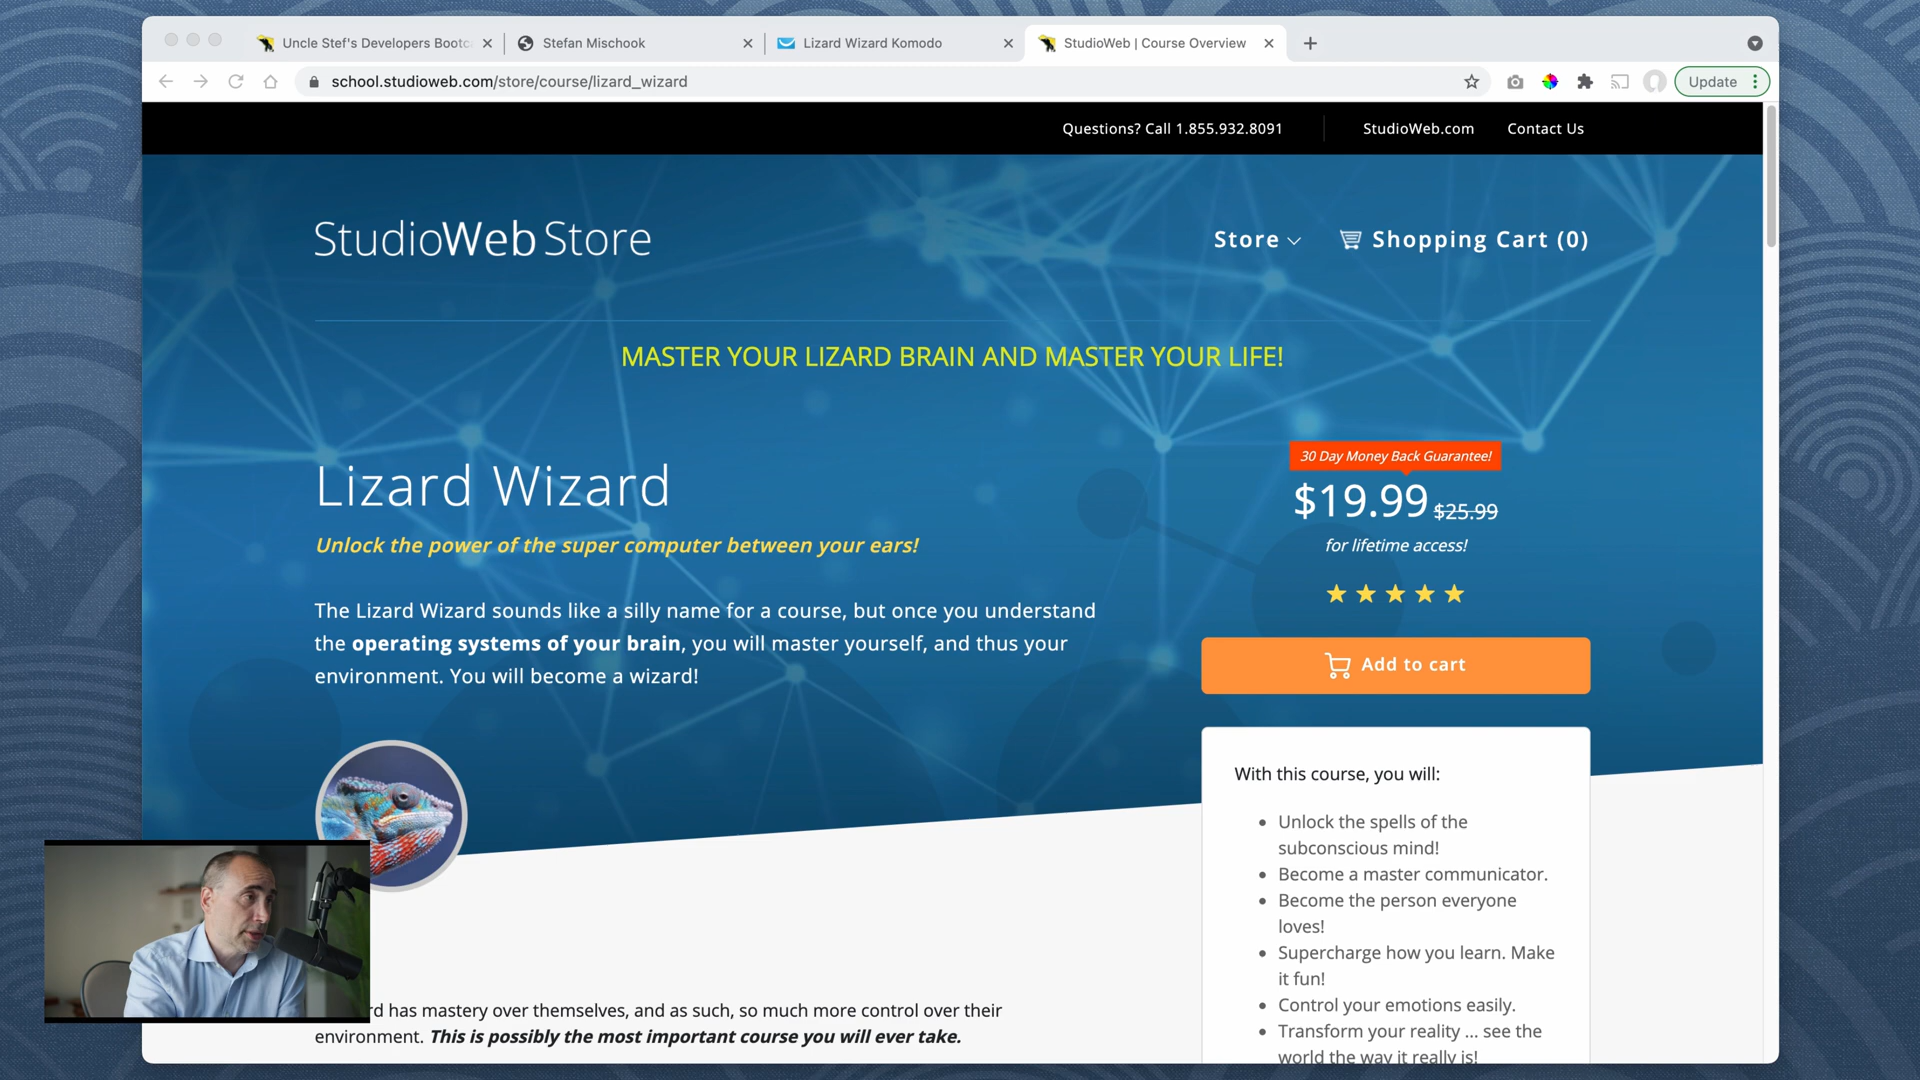 Uncle Stef's Developers Bootc
Stefan Mischook
Lizard Wizard Komodo
StudioWeb | Course Overview
school.studioweb.com/store/course/lizard_wizard
Update
Questions? Call 1.855.932.8091
StudioWeb.com
Contact Us
StudioWeb Store
Store
Shopping Cart (0)
MASTER YOUR LIZARD BRAIN AND MASTER YOUR LIFE!
Lizard Wizard
Unlock the power of the super computer between your ears!
The Lizard Wizard sounds like a silly name for a course, but once you understand
the operating systems of your brain, you will master yourself, and thus your
environment. You will become a wizard!
30 Day Money Back Guarantee!
$19.99 $25.99
for lifetime access!
Add to cart
With this course, you will:
Unlock the spells of the
subconscious mind!
Become a master communicator.
Become the person everyone
loves!
Supercharge how you learn. Make
it fun!
Control your emotions easily.
Transform your reality ... see the
world the way it really is!
rd has mastery over themselves, and as such, so much more control over their
environment. This is possibly the most important course you will ever take.